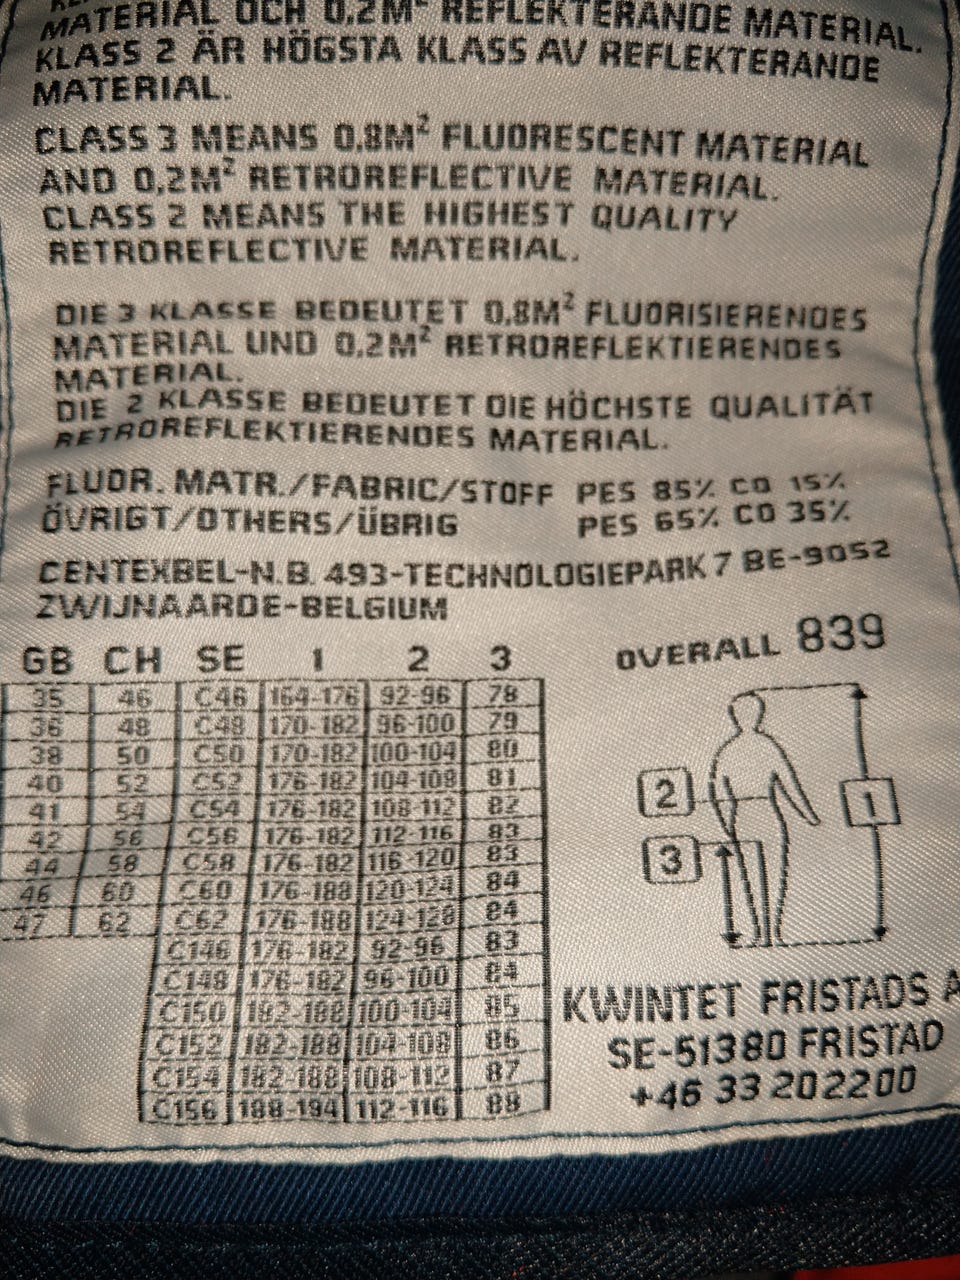 MATERIAL OCH 0,2M² REFLEKTERANDE MATERIAL.
KLASS 2 ÄR HÖGSTA KLASS AV REFLEKTERANDE
MATERIAL.
CLASS 3 MEANS 0,8M² FLUORESCENT MATERIAL
AND 0,2M² RETROREFLECTIVE MATERIAL.
CLASS 2 MEANS THE HIGHEST QUALITY
RETROREFLECTIVE MATERIAL.
DIE 3 KLASSE BEDEUTET 0,8M² FLUORISIERENDES
MATERIAL UND 0,2M² RETROREFLEKTIERENDES
MATERIAL.
DIE 2 KLASSE BEDEUTET DIE HÖCHSTE QUALITÄT
RETROREFLEKTIERENDES MATERIAL.
FLUOR. MATR./FABRIC/STOFF PES 85% CO 15%
ÖVRIGT/OTHERS/ÜBRIG PES 65% CO 35%
CENTEXBEL-N.B. 493-TECHNOLOGIEPARK 7 BE-9052
ZWIJNAARDE-BELGIUM
GB CH SE 1 2 3
35 46 C46 164-176 92-96 78
36 48 C48 170-182 96-100 79
38 50 C50 170-182 100-104 80
40 52 C52 176-182 104-108 81
41 54 C54 176-182 108-112 82
42 56 C56 176-182 112-116 83
44 58 C58 176-182 116-120 83
46 60 C60 176-188 120-124 84
47 62 C62 176-188 124-128 84
C146 176-182 92-96 83
C148 176-182 96-100 84
C150 182-188 100-104 85
C152 182-188 104-108 86
C154 182-188 108-112 87
C156 188-194 112-116 88
OVERALL 839
2
1
3
KWINTET FRISTADS A
SE-51380 FRISTAD
+46 33 202200